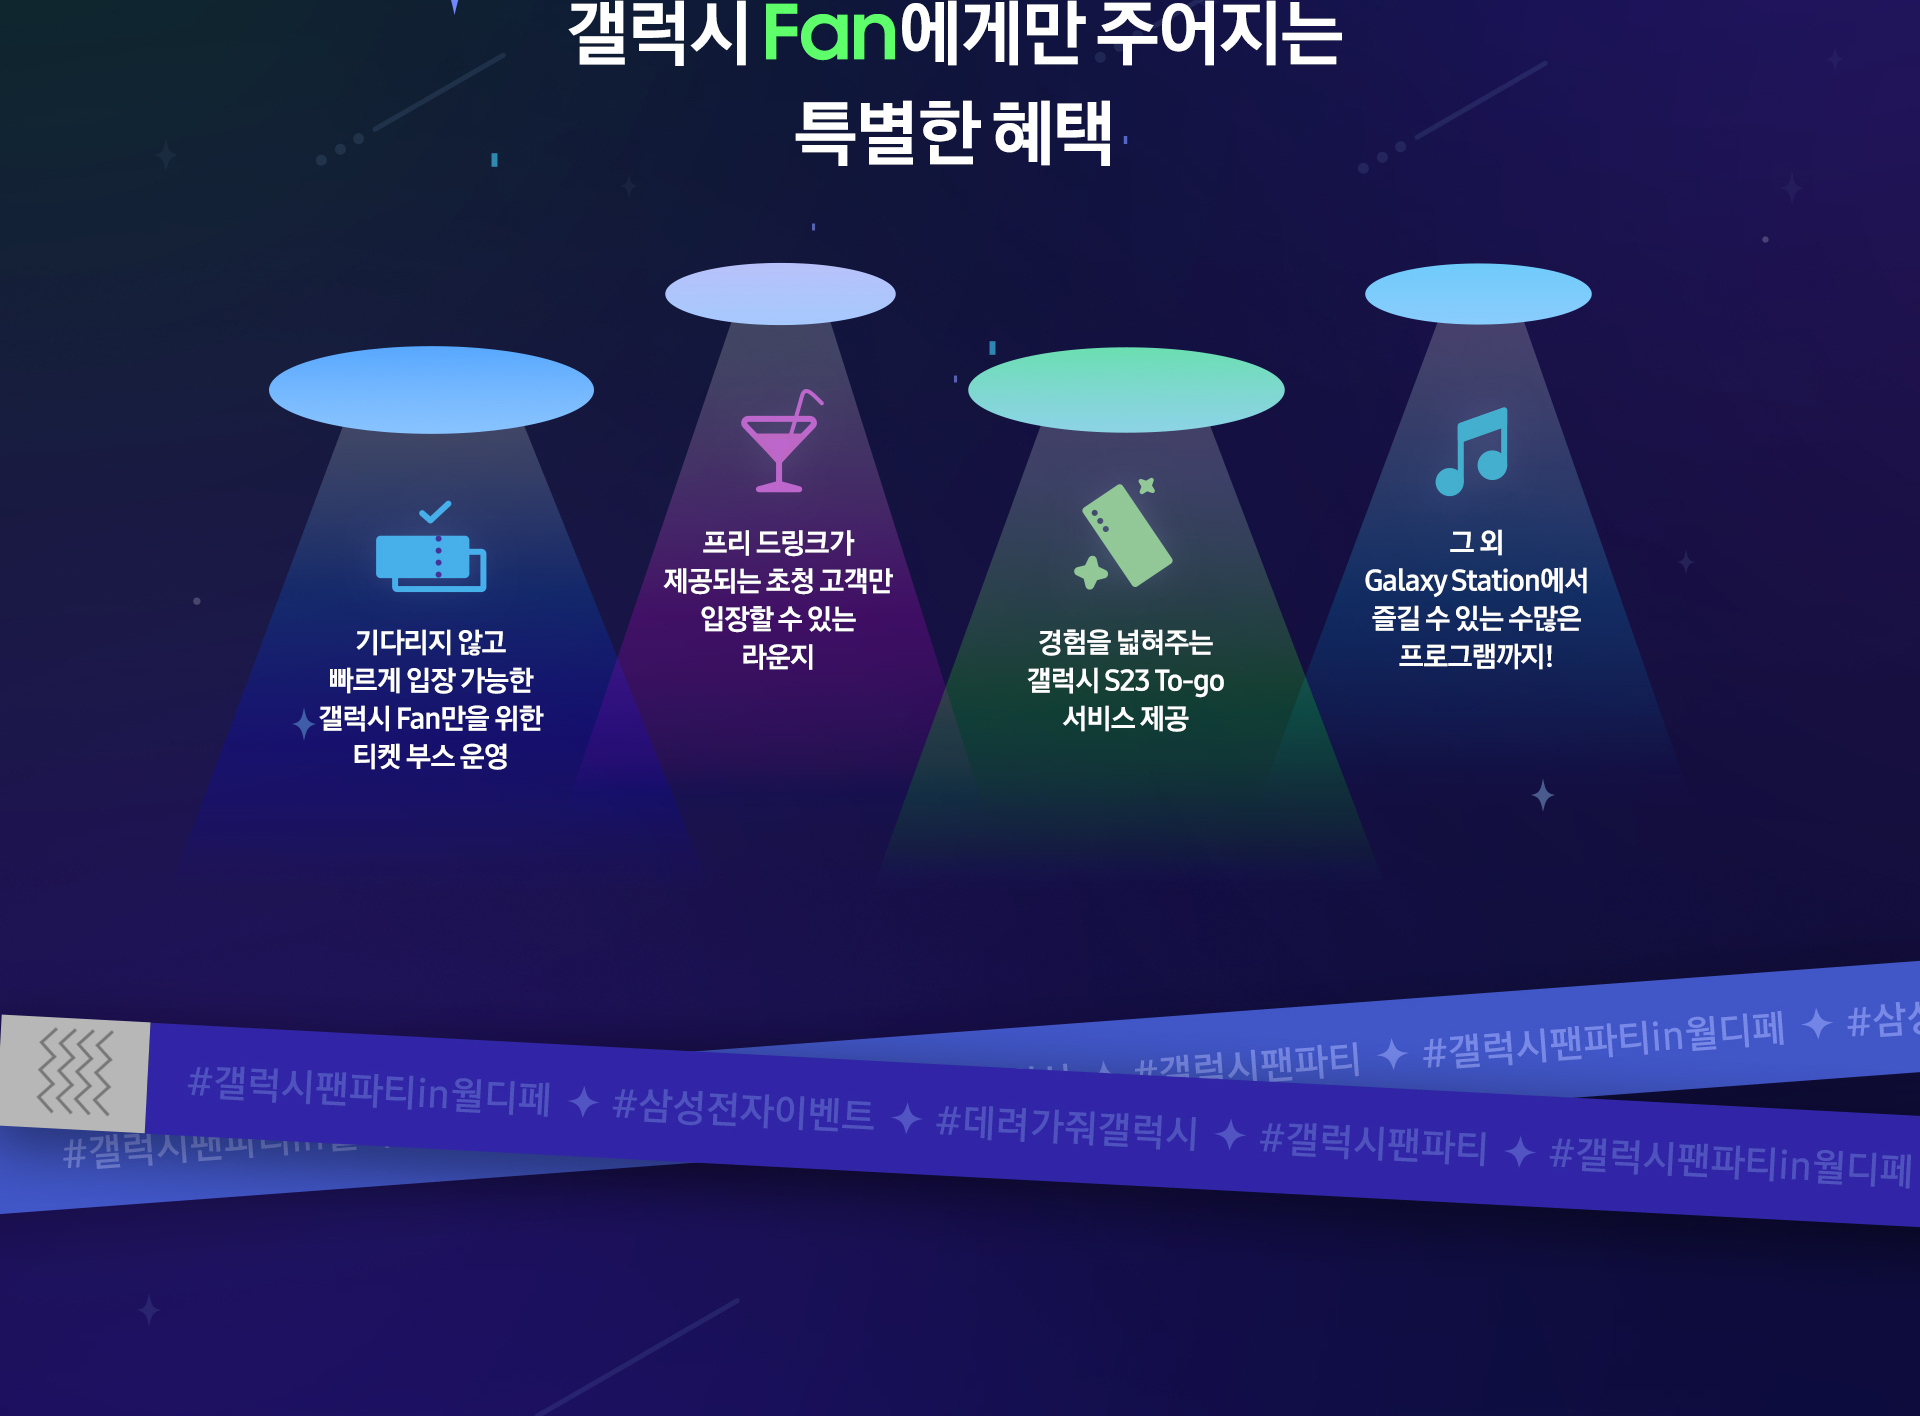 갤럭시 Fan에게만 주어지는
특별한 혜택
기다리지 않고
빠르게 입장 가능한
갤럭시 Fan만을 위한
티켓 부스 운영
프리 드링크가
제공되는 초청 고객만
입장할 수 있는
라운지
경험을 넓혀주는
갤럭시 S23 To-go
서비스 제공
그 외
Galaxy Station에서
즐길 수 있는 수많은
프로그램까지!
#갤럭시팬파티 ✦ #갤럭시팬파티in월디페 ✦ #삼성
#갤럭시팬파티in월디페 ✦ #삼성전자이벤트 ✦ #데려가줘갤럭시 ✦ #갤럭시팬파티 ✦ #갤럭시팬파티in월디페
#갤럭시팬파티in월